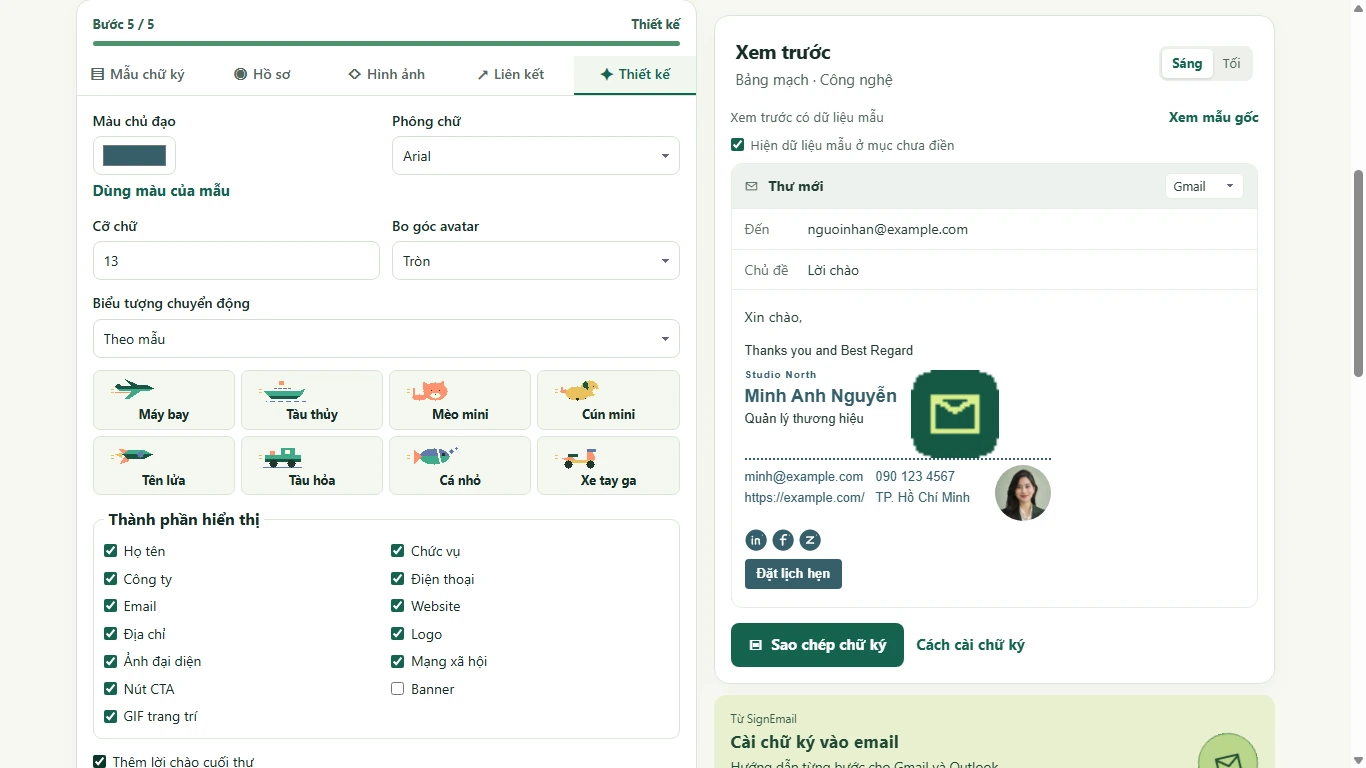 Bước 5 / 5
Thiết kế
Mẫu chữ ký
Hồ sơ
Hình ảnh
Liên kết
Thiết kế
Màu chủ đạo
Phông chữ
Arial
Dùng màu của mẫu
Cỡ chữ
Bo góc avatar
13
Tròn
Biểu tượng chuyển động
Theo mẫu
Máy bay
Tàu thủy
Mèo mini
Cún mini
Tên lửa
Tàu hỏa
Cá nhỏ
Xe tay ga
Thành phần hiển thị
Họ tên
Chức vụ
Công ty
Điện thoại
Email
Website
Địa chỉ
Logo
Ảnh đại diện
Mạng xã hội
Nút CTA
Banner
GIF trang trí
Thêm lời chào cuối thư
Xem trước
Bảng mạch · Công nghệ
Sáng
Tối
Xem trước có dữ liệu mẫu
Xem mẫu gốc
Hiện dữ liệu mẫu ở mục chưa điền
Thư mới
Gmail
Đến
nguoinhan@example.com
Chủ đề
Lời chào
Xin chào,
Thanks you and Best Regard
Studio North
Minh Anh Nguyễn
Quản lý thương hiệu
minh@example.com
090 123 4567
https://example.com/
TP. Hồ Chí Minh
in f z
Đặt lịch hẹn
Sao chép chữ ký
Cách cài chữ ký
Từ SignEmail
Cài chữ ký vào email
Hướng dẫn từng bước cho Gmail và Outlook